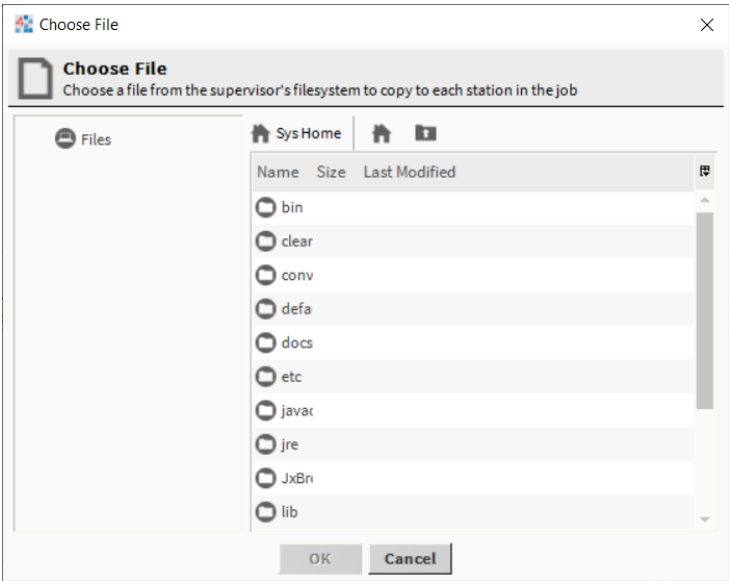 Choose File
Choose File
Choose a file from the supervisor's filesystem to copy to each station in the job
Files
Sys Home
Name Size Last Modified
bin
clear
conv
defa
docs
etc
javac
jre
JxBro
lib
OK Cancel